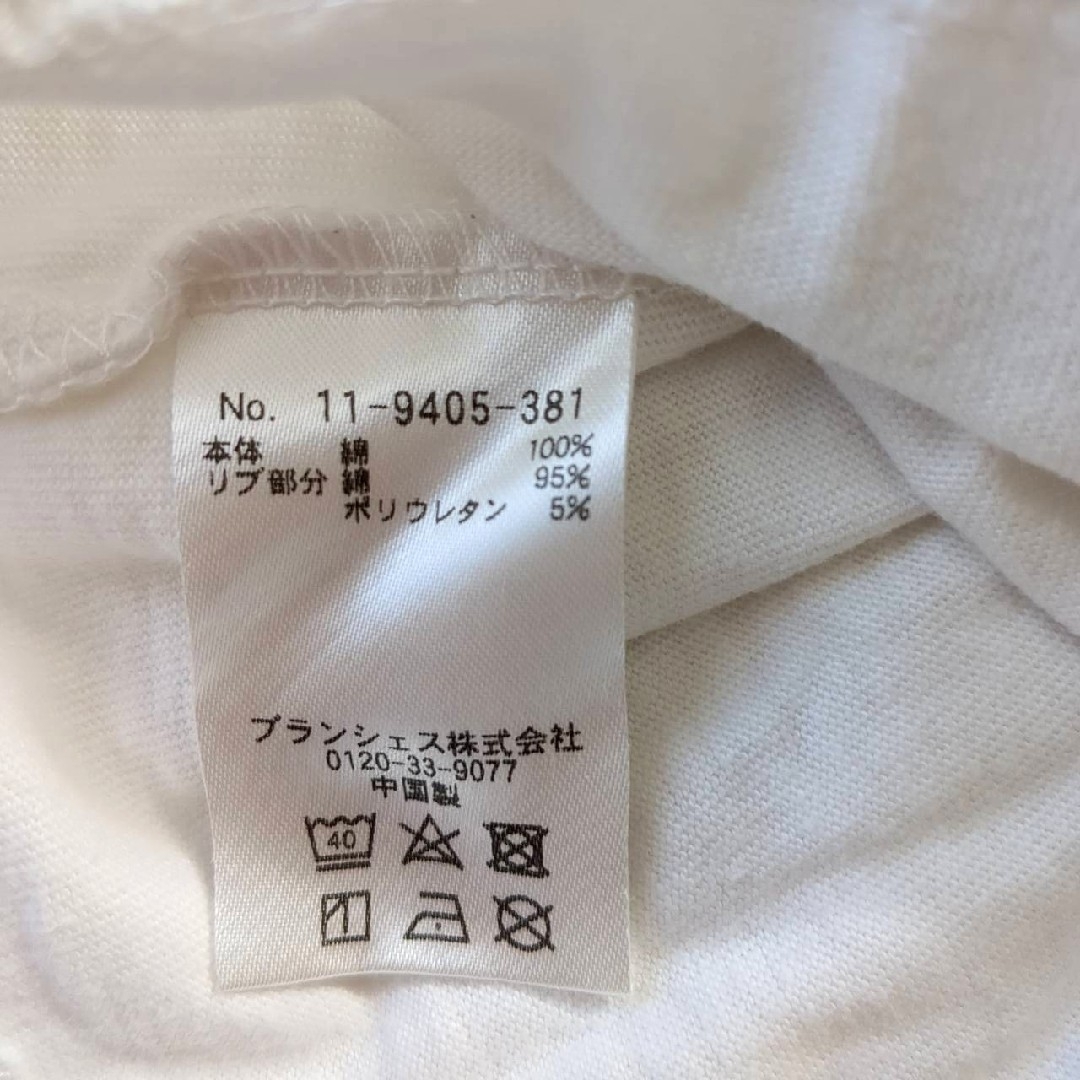 No. 11-9405-381
本体 綿 100%
リブ部分 綿 95%
ポリウレタン 5%
ブランシェス株式会社
0120-33-9077
中国製
40